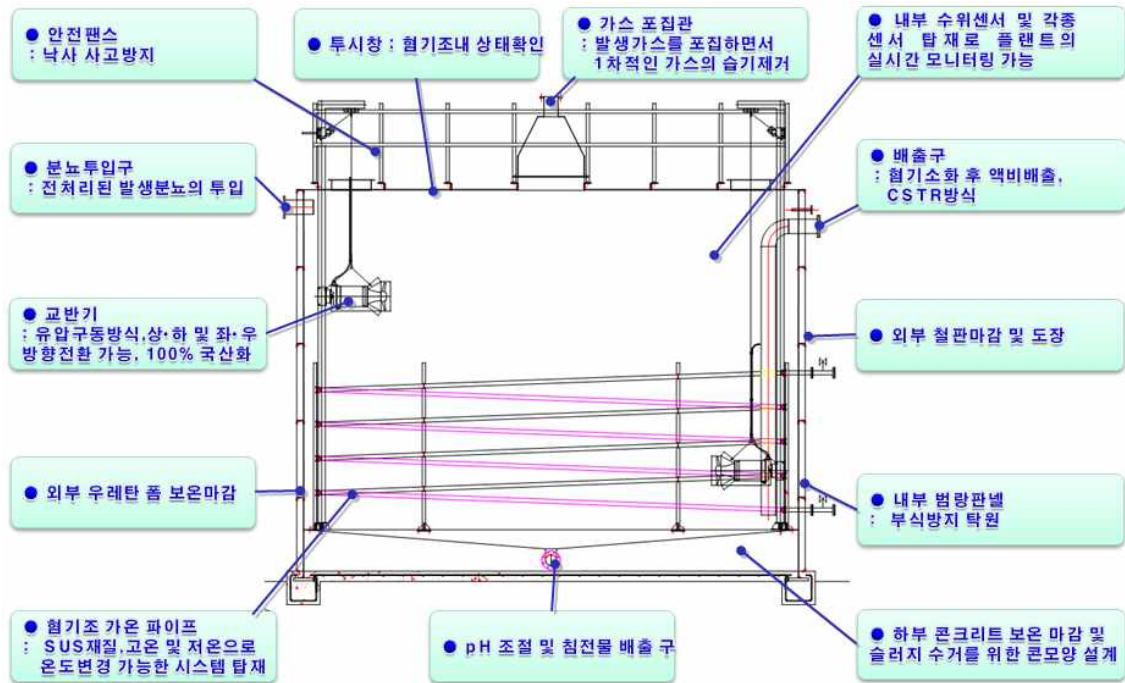 ● 안전팬스
: 낙사 사고방지
● 투시창 : 혐기조내 상태확인
● 가스 포집관
: 발생가스를 포집하면서
1차적인 가스의 습기제거
● 내부 수위센서 및 각종
센서 탑재로 플랜트의
실시간 모니터링 가능
● 분뇨투입구
: 전처리된 발생분뇨의 투입
● 배출구
: 혐기소화 후 액비배출,
CSTR방식
● 교반기
: 유압구동방식,상·하 및 좌·우
방향전환 가능, 100% 국산화
● 외부 철판마감 및 도장
● 외부 우레탄 폼 보온마감
● 내부 범랑판넬
: 부식방지 탁원
● 혐기조 가온 파이프
: SUS재질,고온 및 저온으로
온도변경 가능한 시스템 탑재
● pH 조절 및 침전물 배출 구
● 하부 콘크리트 보온 마감 및
슬러지 수거를 위한 콘모양 설계